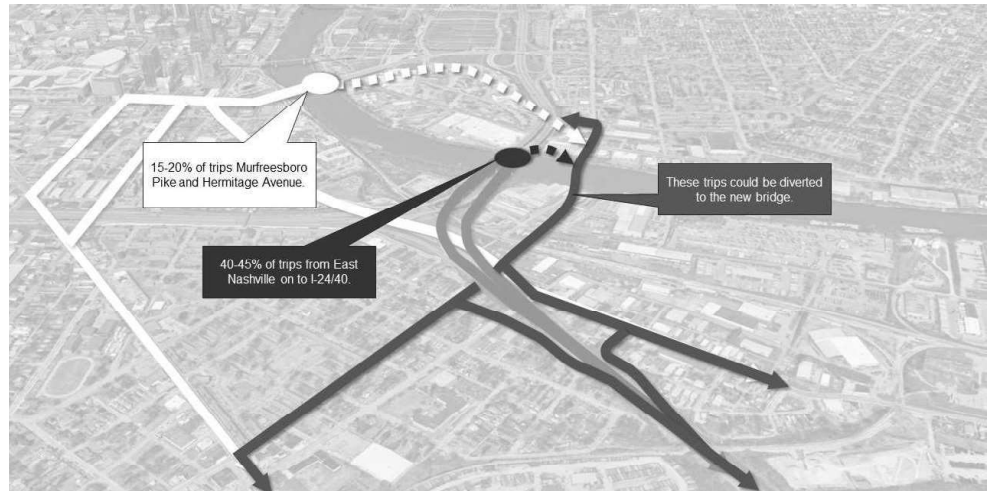 15-20% of trips Murfreesboro
Pike and Hermitage Avenue.
These trips could be diverted
to the new bridge.
40-45% of trips from East
Nashville on to I-24/40.